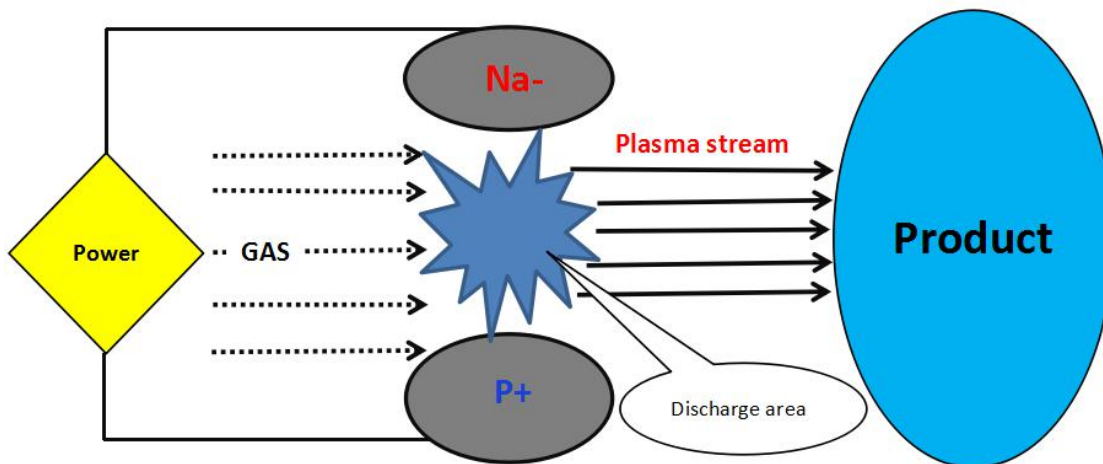 Na-
Plasma stream
Power
GAS
Product
P+
Discharge area